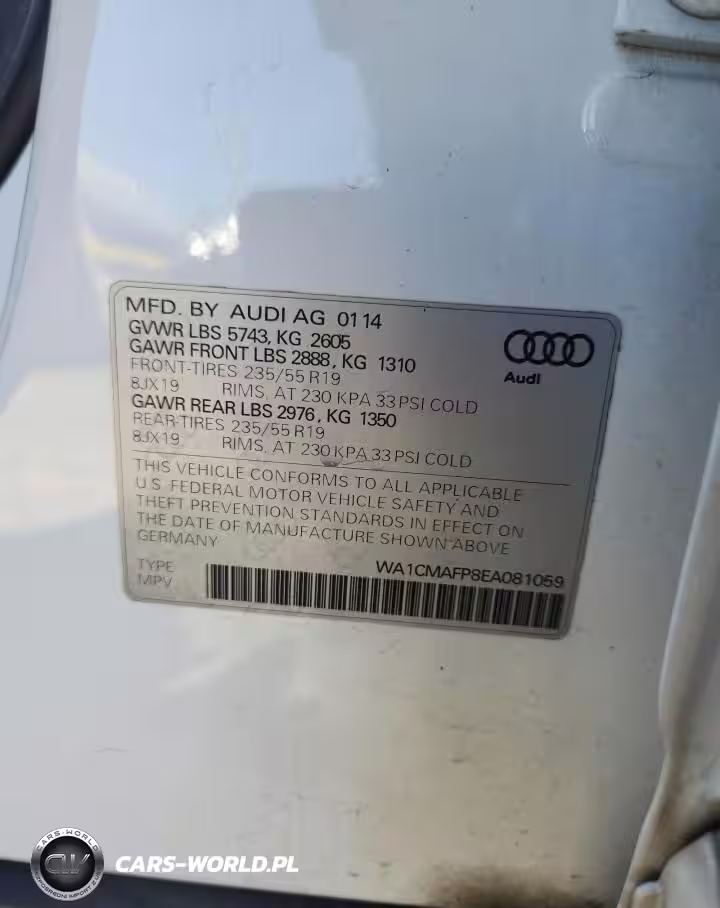 MFD. BY AUDI AG 01 14
GVWR LBS 5743, KG 2605
GAWR FRONT LBS 2888, KG 1310
FRONT-TIRES 235/55 R19
8JX19 RIMS, AT 230 KPA 33 PSI COLD
GAWR REAR LBS 2976, KG 1350
REAR-TIRES 235/55 R19
8JX19 RIMS, AT 230 KPA 33 PSI COLD
Audi
THIS VEHICLE CONFORMS TO ALL APPLICABLE
U.S. FEDERAL MOTOR VEHICLE SAFETY AND
THEFT PREVENTION STANDARDS IN EFFECT ON
THE DATE OF MANUFACTURE SHOWN ABOVE
GERMANY
TYPE WA1CMAFP8EA081059
MPV
CARS-WORLD
CW
CARS-WORLD.PL